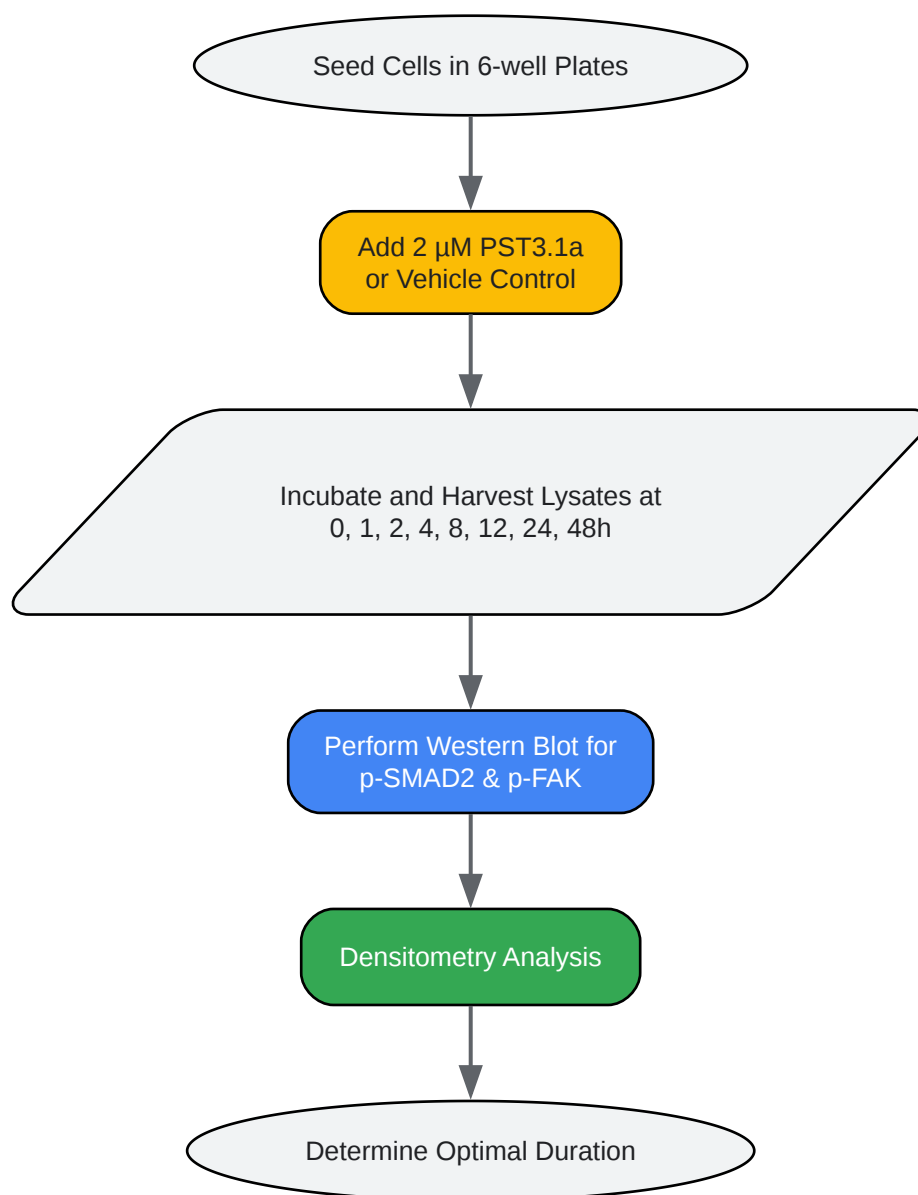 Seed Cells in 6-well Plates
Add 2 µM PST3.1a
or Vehicle Control
Incubate and Harvest Lysates at
0, 1, 2, 4, 8, 12, 24, 48h
Perform Western Blot for
p-SMAD2 & p-FAK
Densitometry Analysis
Determine Optimal Duration